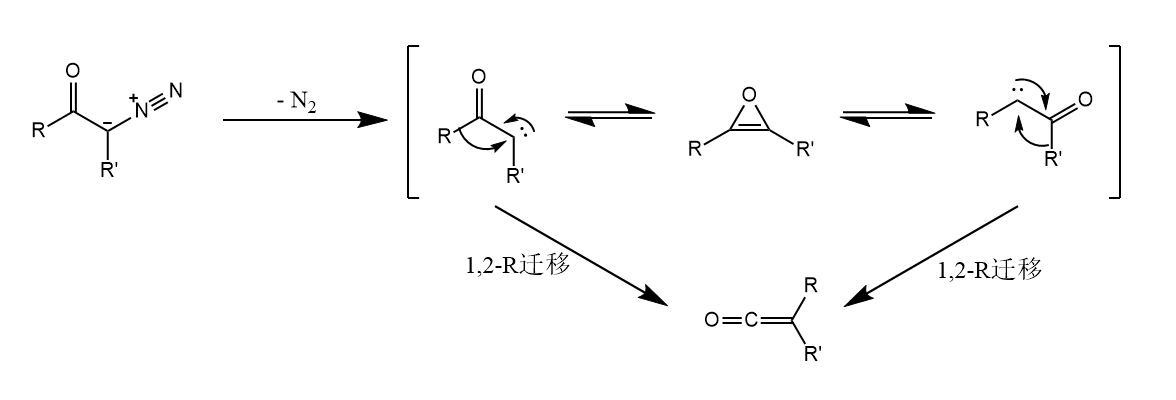 O
R
R'
N
+
N
-
- N₂
O
R
R'
:
O
R
R'
:
R
O
R'
1,2-R迁移
1,2-R迁移
O=C=
R
R'